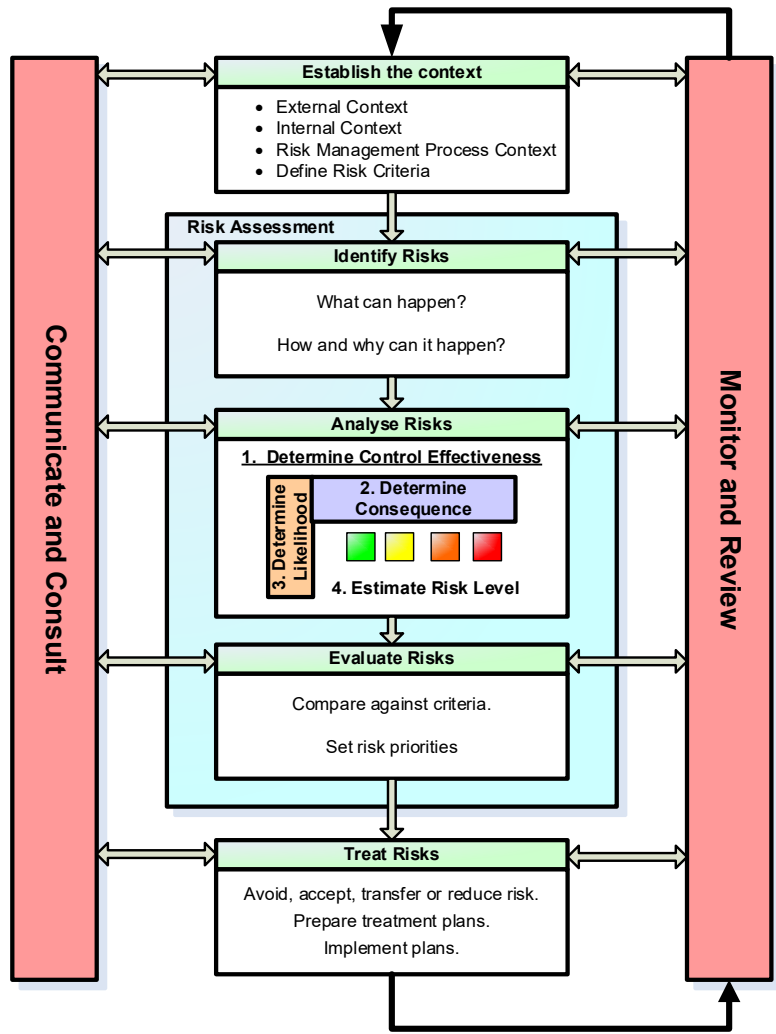 Establish the context
• External Context
• Internal Context
• Risk Management Process Context
• Define Risk Criteria
Risk Assessment
Identify Risks
What can happen?
How and why can it happen?
Communicate and Consult
Monitor and Review
Analyse Risks
1. Determine Control Effectiveness
2. Determine
Consequence
3. Determine
Likelihood
4. Estimate Risk Level
Evaluate Risks
Compare against criteria.
Set risk priorities
Treat Risks
Avoid, accept, transfer or reduce risk.
Prepare treatment plans.
Implement plans.